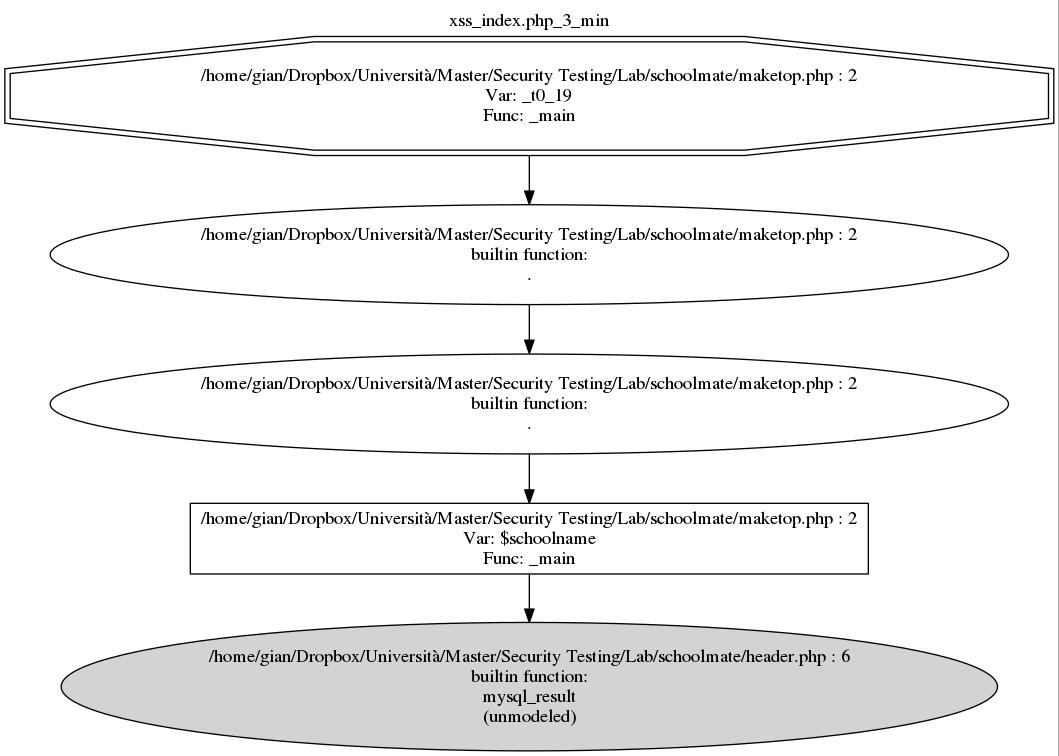 xss_index.php_3_min
/home/gian/Dropbox/Università/Master/Security Testing/Lab/schoolmate/maketop.php : 2
Var: _t0_19
Func: _main
/home/gian/Dropbox/Università/Master/Security Testing/Lab/schoolmate/maketop.php : 2
builtin function:
.
/home/gian/Dropbox/Università/Master/Security Testing/Lab/schoolmate/maketop.php : 2
builtin function:
.
/home/gian/Dropbox/Università/Master/Security Testing/Lab/schoolmate/maketop.php : 2
Var: $schoolname
Func: _main
/home/gian/Dropbox/Università/Master/Security Testing/Lab/schoolmate/header.php : 6
builtin function:
mysql_result
(unmodeled)